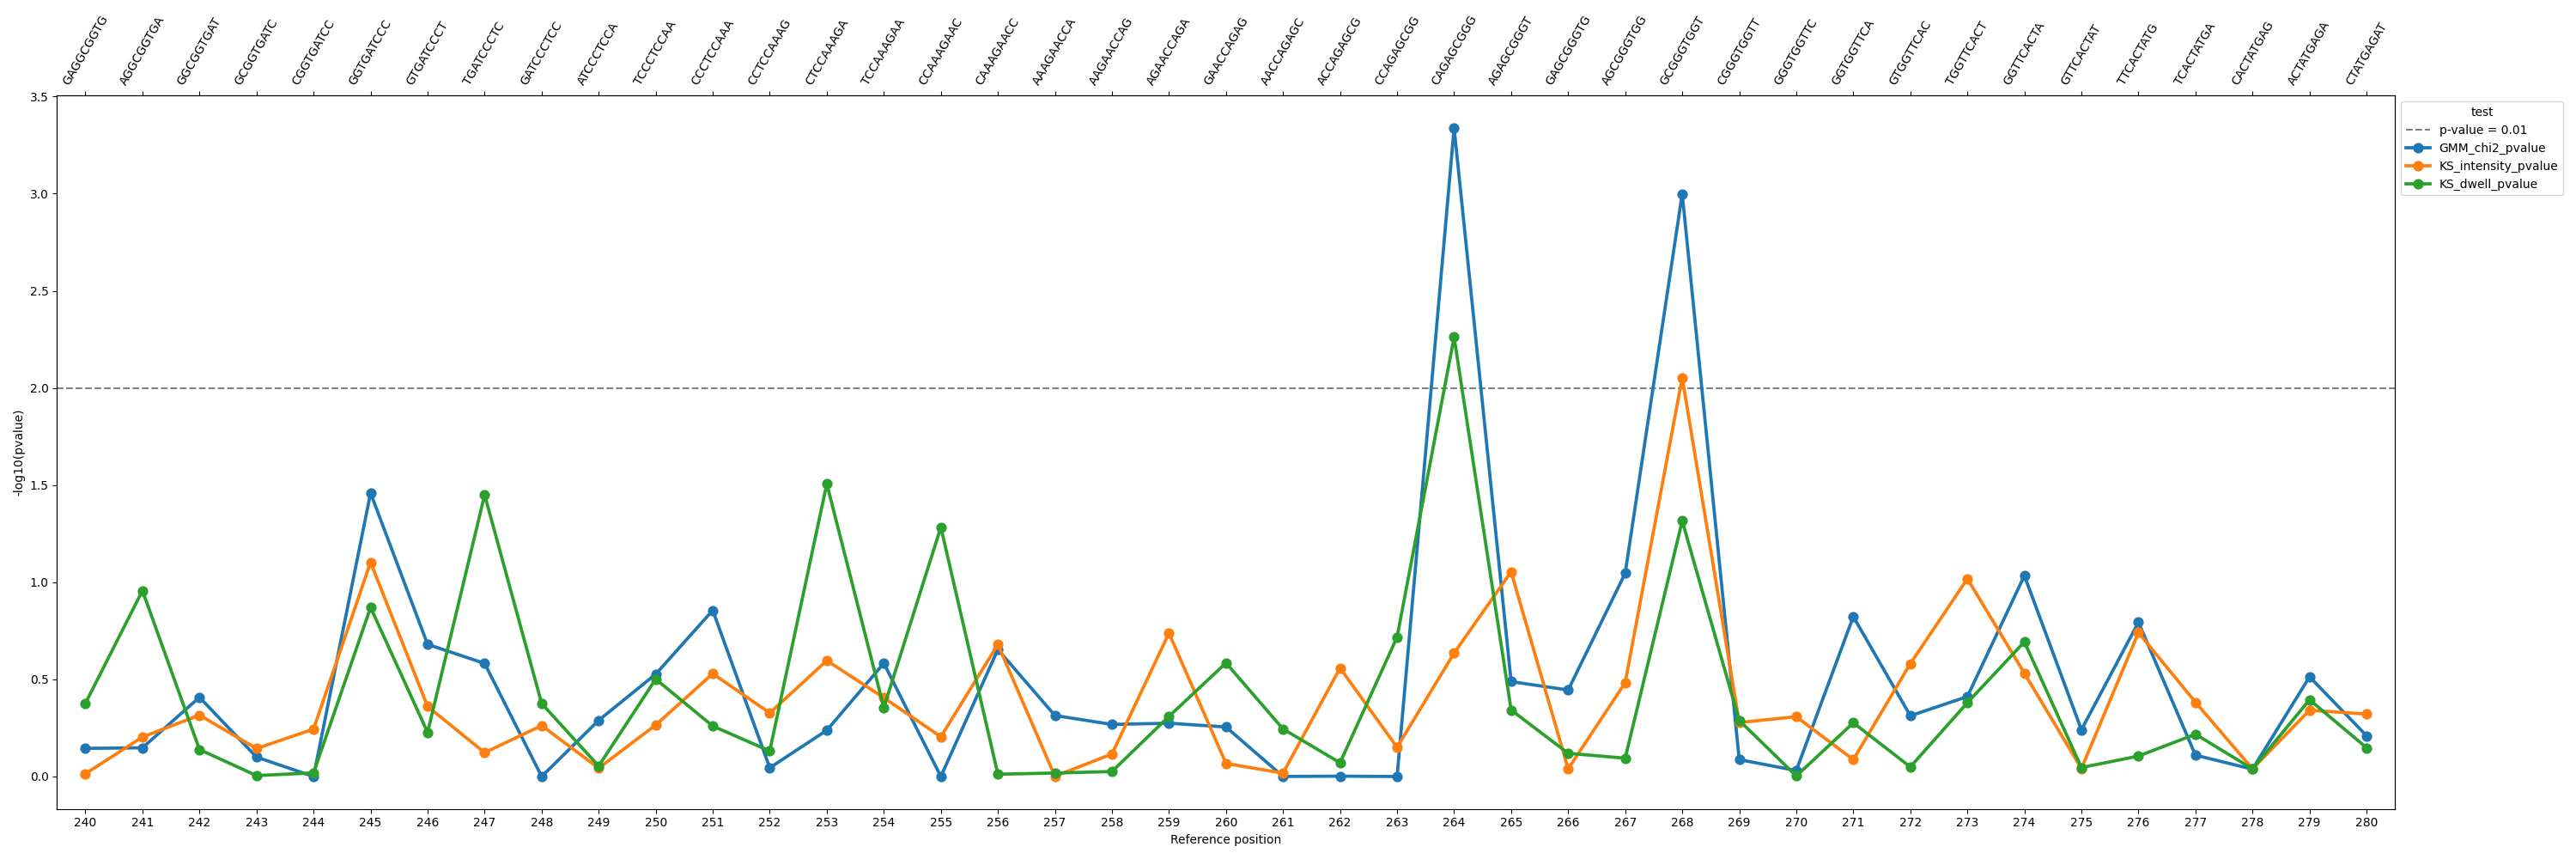 GAGGCGGTG AGGCGGTGA GGCGGTGAT GCGGTGATC CGGTGATCC GGTGATCCC GTGATCCCT TGATCCCTC GATCCCTCC ATCCCTCCA TCCCTCCAA CCCTCCAAA CCTCCAAAG CTCCAAAGA TCCAAAGAA CCAAAGAAC CAAAGAACC AAAGAACCA AAGAACCAG AGAACCAGA GAACCAGAG AACCAGAGC ACCAGAGCG CCAGAGCGG CAGAGCGGG AGAGCGGGT GAGCGGGTG AGCGGGTGG GCGGGTGGT CGGGTGGTT GGGTGGTTC GGTGGTTCA GTGGTTCAC TGGTTCACT GGTTCACTA GTTCACTAT TTCACTATG TCACTATGA CACTATGAG ACTATGAGA CTATGAGAT
3.5
3.0
2.5
2.0
1.5
1.0
0.5
0.0
-log10(pvalue)
test
p-value = 0.01
GMM_chi2_pvalue
KS_intensity_pvalue
KS_dwell_pvalue
240 241 242 243 244 245 246 247 248 249 250 251 252 253 254 255 256 257 258 259 260 261 262 263 264 265 266 267 268 269 270 271 272 273 274 275 276 277 278 279 280
Reference position